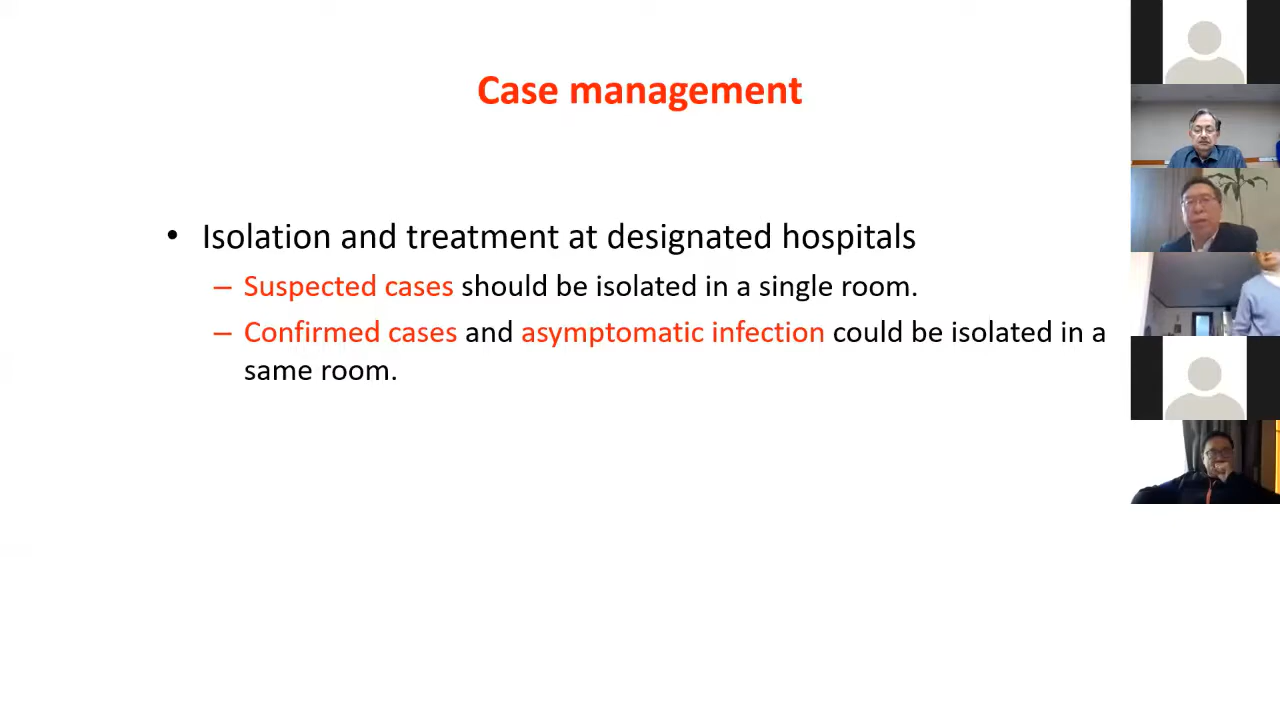 Case management
• Isolation and treatment at designated hospitals
– Suspected cases should be isolated in a single room.
– Confirmed cases and asymptomatic infection could be isolated in a
same room.